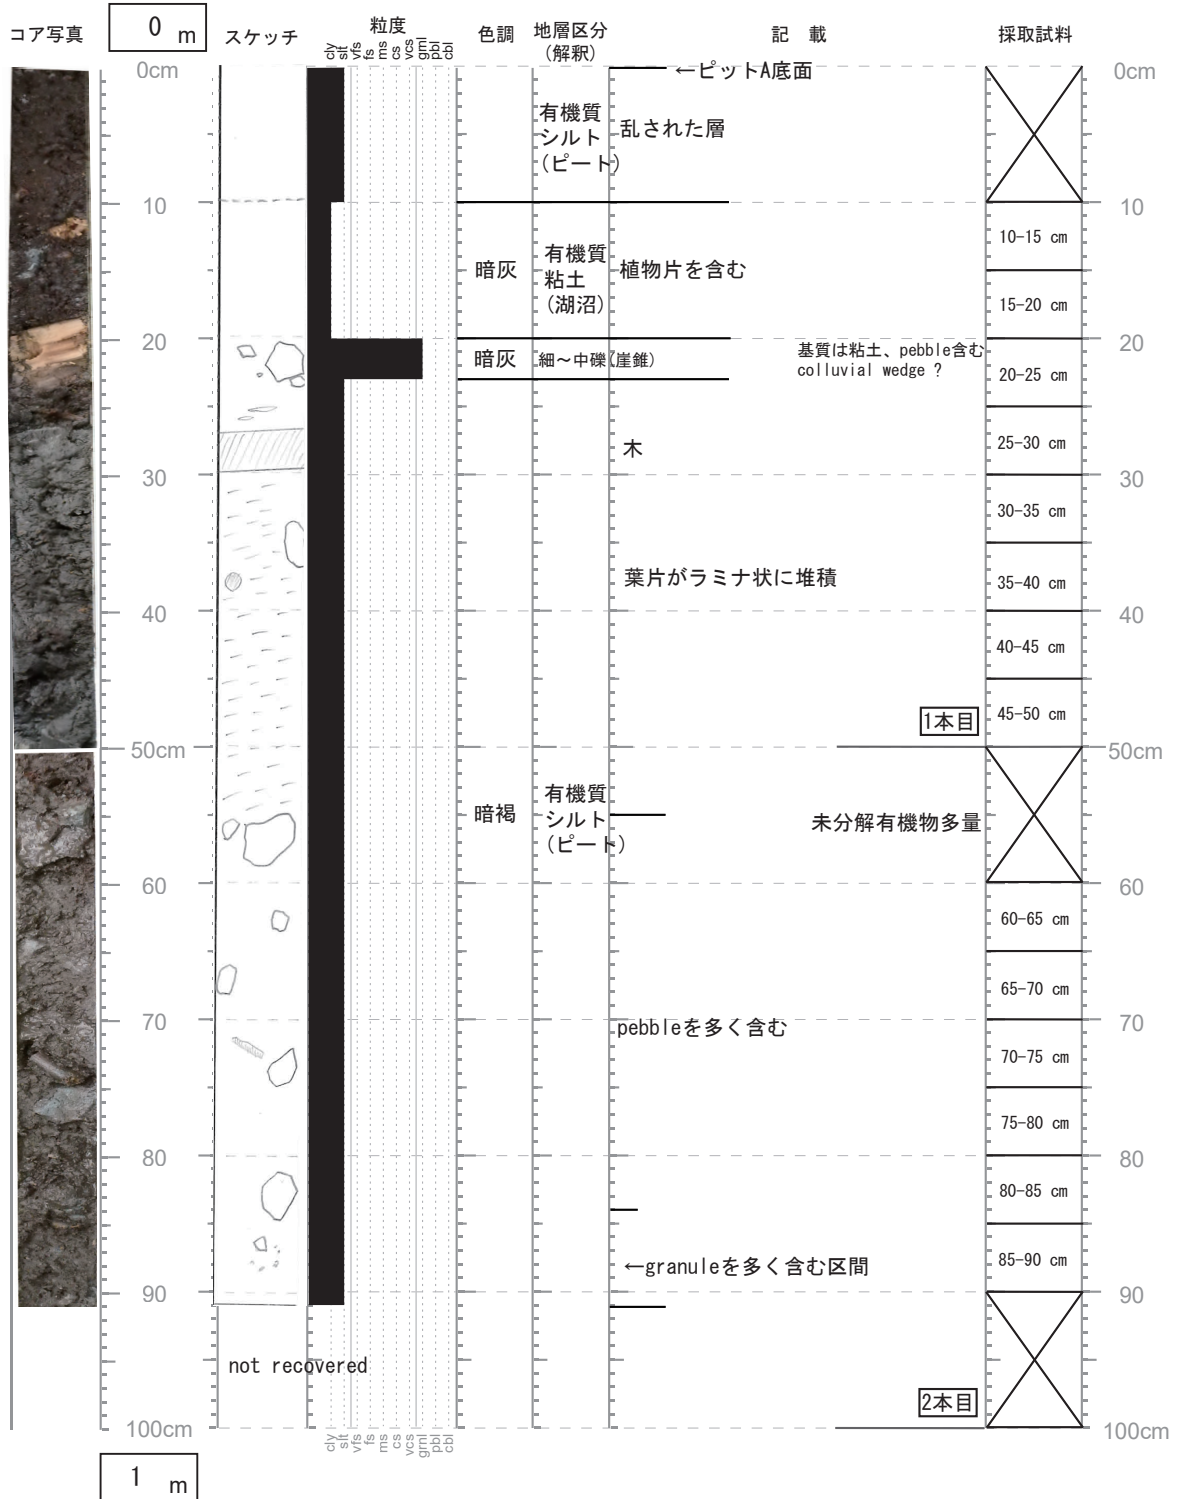 0 m
コア写真
スケッチ
粒度
cly
slt
vfs
fs
ms
cs
vcs
grnl
pbl
cbl
色調
地層区分
(解釈)
記 載
採取試料
0cm
←ピットA底面
0cm
有機質
シルト
(ピート)
乱された層
10
10
暗灰
有機質
粘土
(湖沼)
植物片を含む
10-15 cm
15-20 cm
20
20
暗灰
細～中礫(崖錐)
基質は粘土、pebble含む
colluvial wedge ?
20-25 cm
木
25-30 cm
30
30
30-35 cm
葉片がラミナ状に堆積
35-40 cm
40
40
40-45 cm
1本目
45-50 cm
50cm
50cm
暗褐
有機質
シルト
(ピート)
未分解有機物多量
60
60
60-65 cm
65-70 cm
70
70
pebbleを多く含む
70-75 cm
75-80 cm
80
80
80-85 cm
←granuleを多く含む区間
85-90 cm
90
90
not recovered
2本目
100cm
100cm
cly
slt
vfs
fs
ms
cs
vcs
grnl
pbl
cbl
1 m